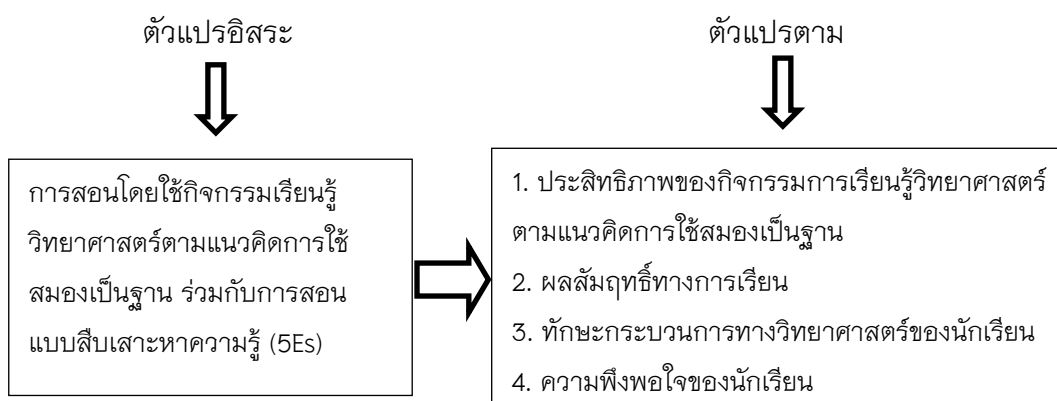 ตัวแปรอิสระ
ตัวแปรตาม
การสอนโดยใช้กิจกรรมเรียนรู้
วิทยาศาสตร์ตามแนวคิดการใช้
สมองเป็นฐาน ร่วมกับการสอน
แบบสืบเสาะหาความรู้ (5Es)
1. ประสิทธิภาพของกิจกรรมการเรียนรู้วิทยาศาสตร์
ตามแนวคิดการใช้สมองเป็นฐาน
2. ผลสัมฤทธิ์ทางการเรียน
3. ทักษะกระบวนการทางวิทยาศาสตร์ของนักเรียน
4. ความพึงพอใจของนักเรียน